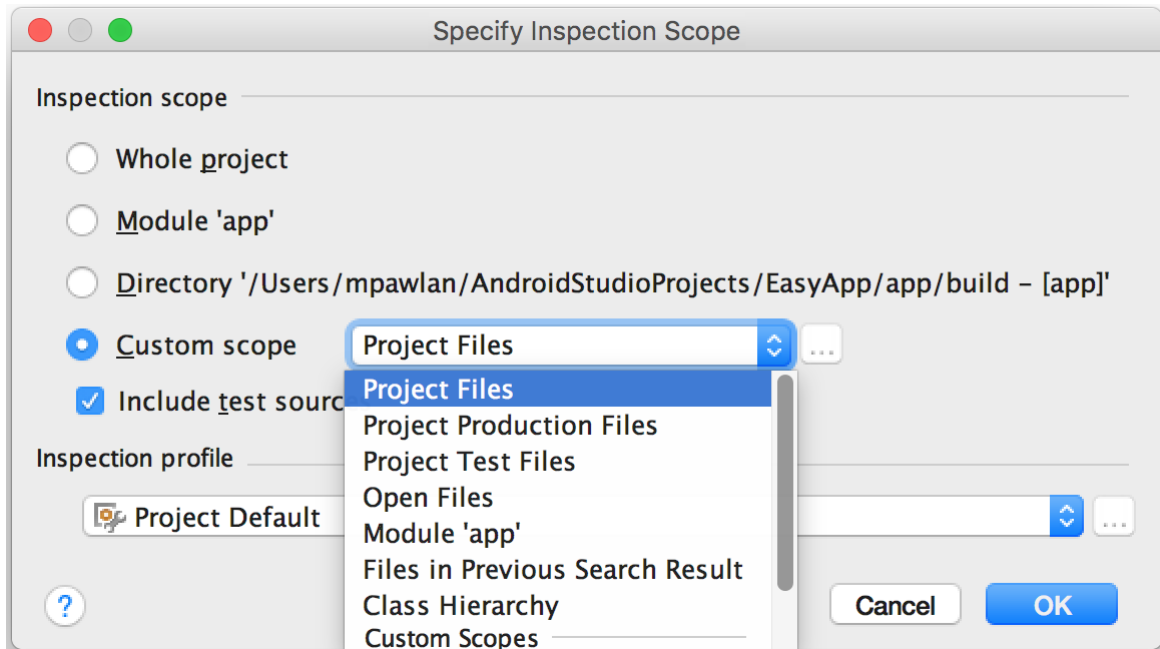 Specify Inspection Scope
Inspection scope
Whole project
Module 'app'
Directory '/Users/mpawlan/AndroidStudioProjects/EasyApp/app/build – [app]'
Custom scope
Project Files
...
Include test
Project Files
Project Production Files
Project Test Files
Open Files
Module 'app'
Files in Previous Search Result
Class Hierarchy
Custom Scopes
Inspection profile
Project Default
...
?
Cancel
OK